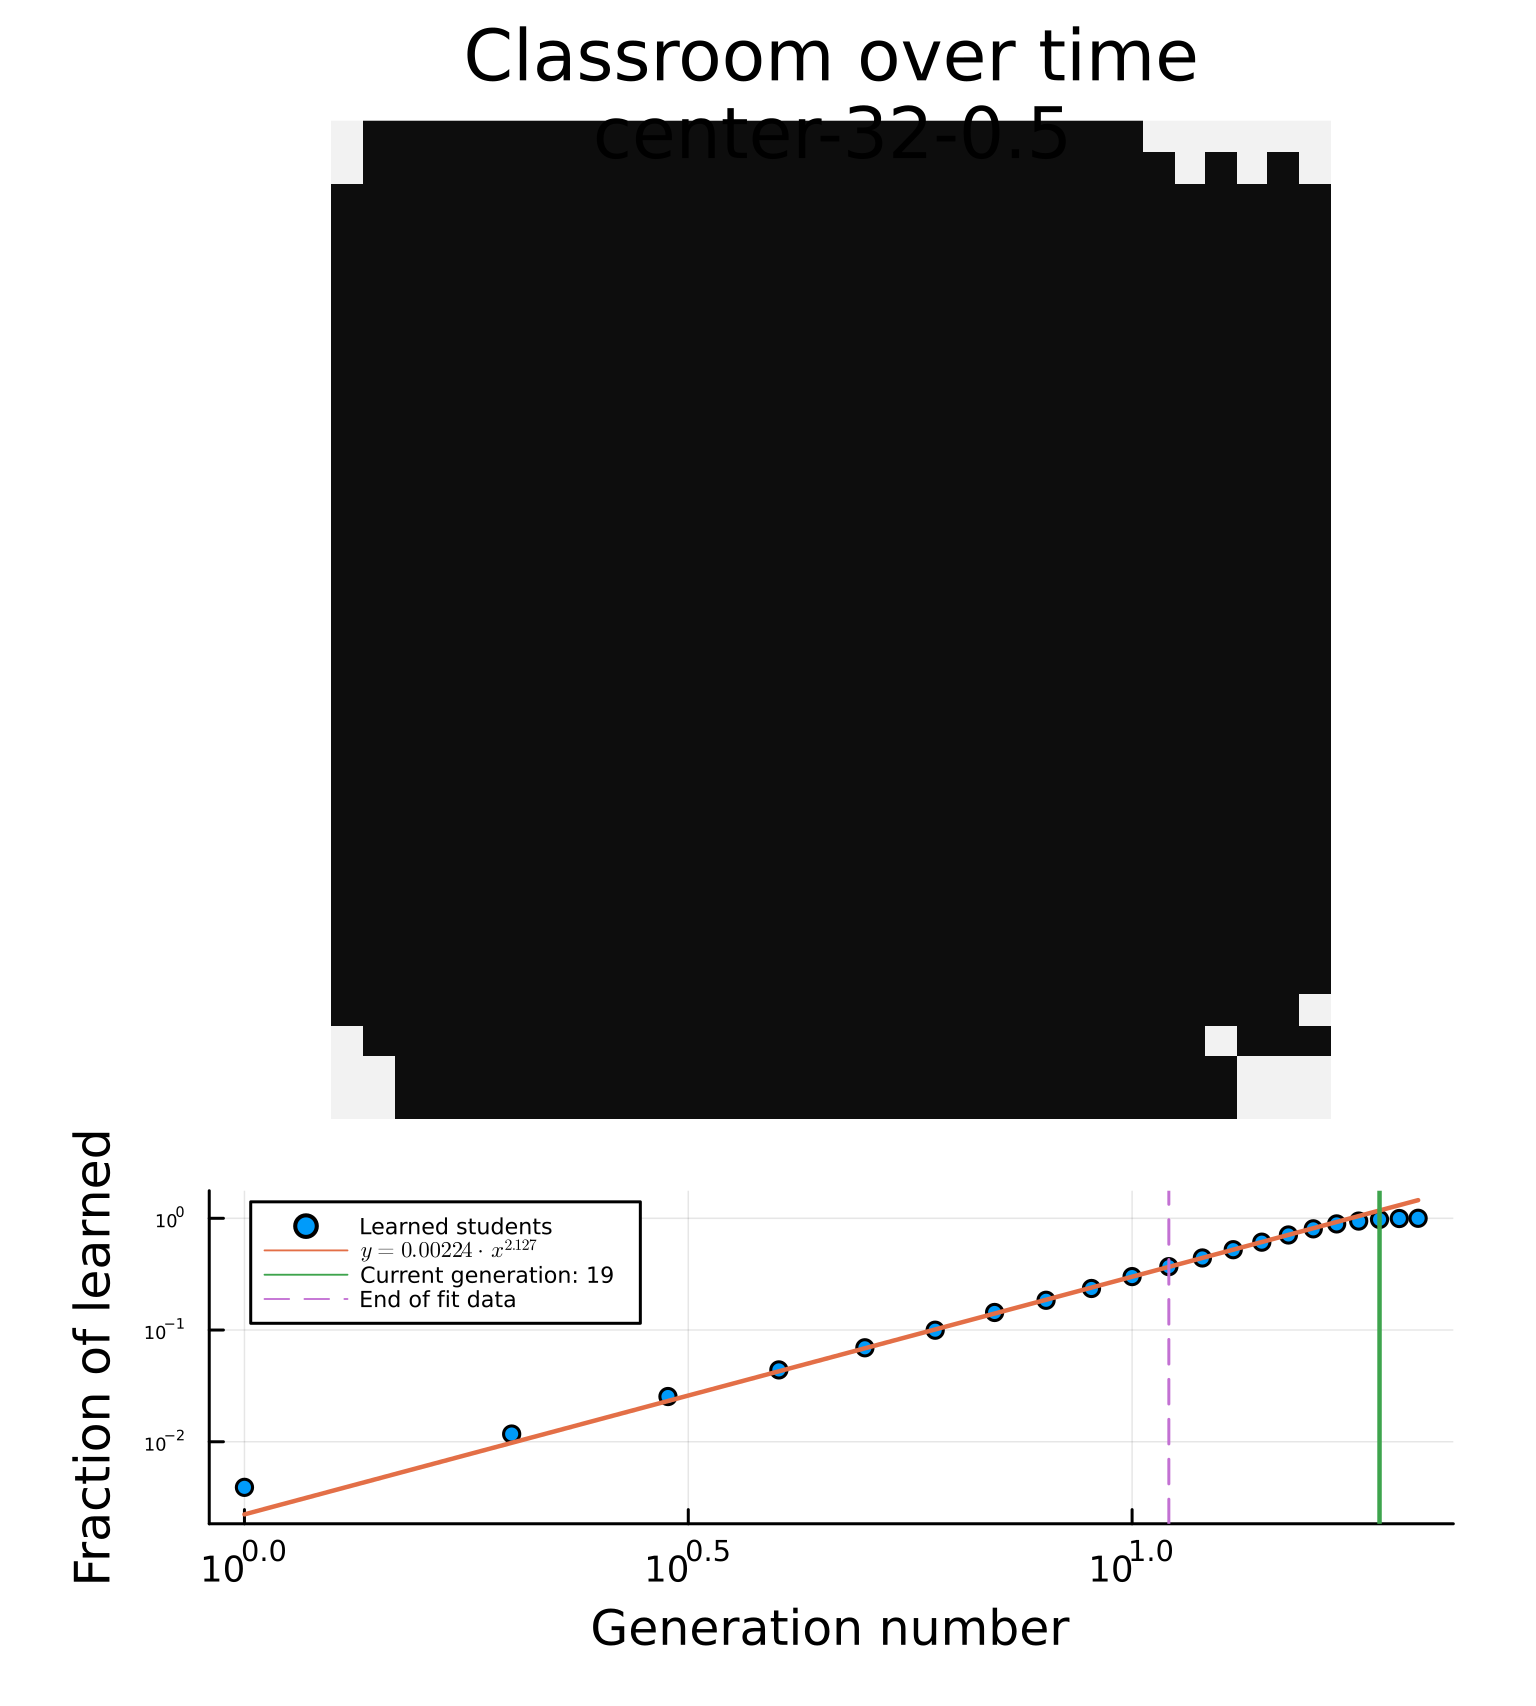 Classroom over time
center-32-0.5
Fraction of learned
10^0
10^−1
10^−2
Learned students
y = 0.00224 · x^2.127
Current generation: 19
End of fit data
10^0.0 10^0.5 10^1.0
Generation number